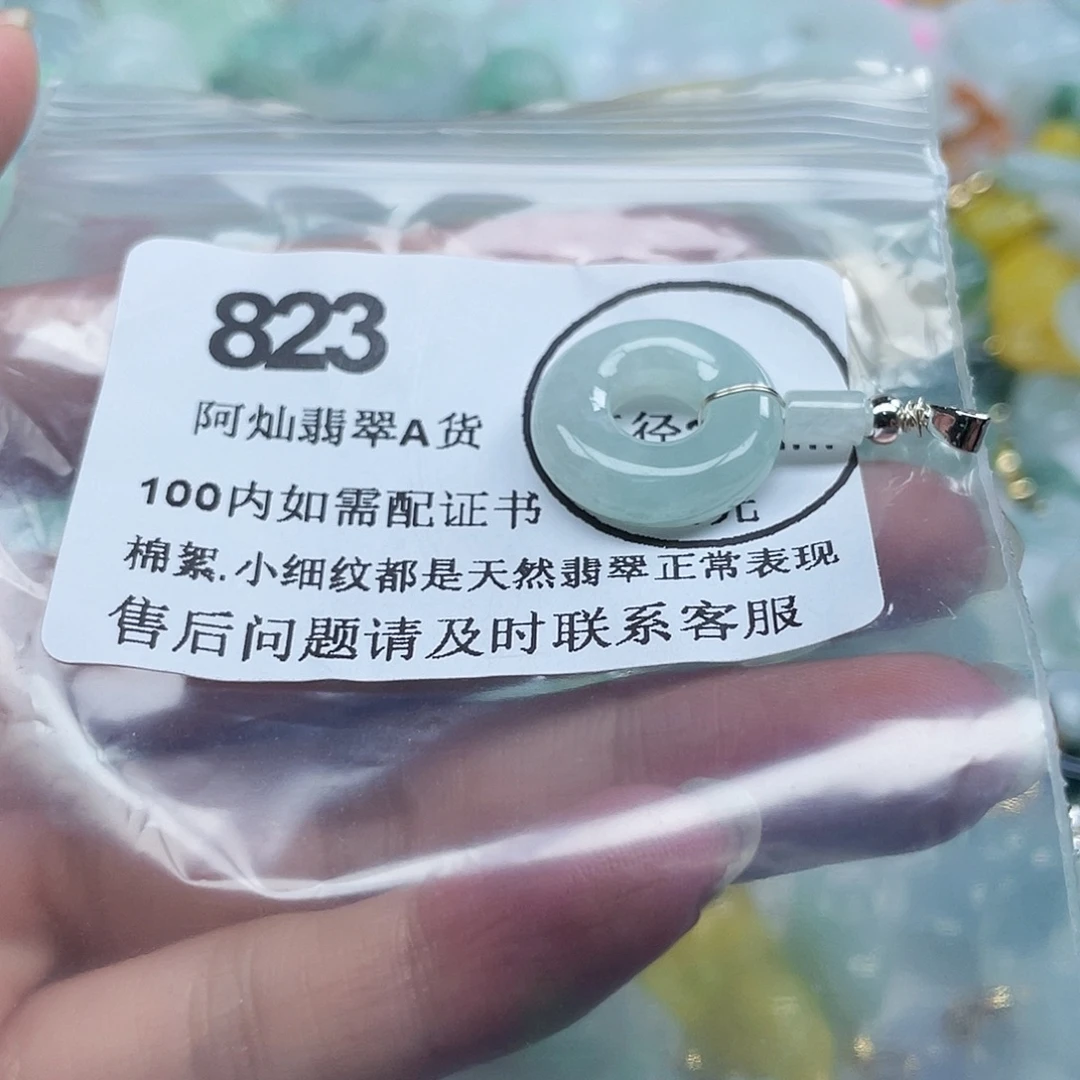 823
阿灿翡翠A货
径
100内如需配证书
元
棉絮.小细纹都是天然翡翠正常表现
售后问题请及时联系客服